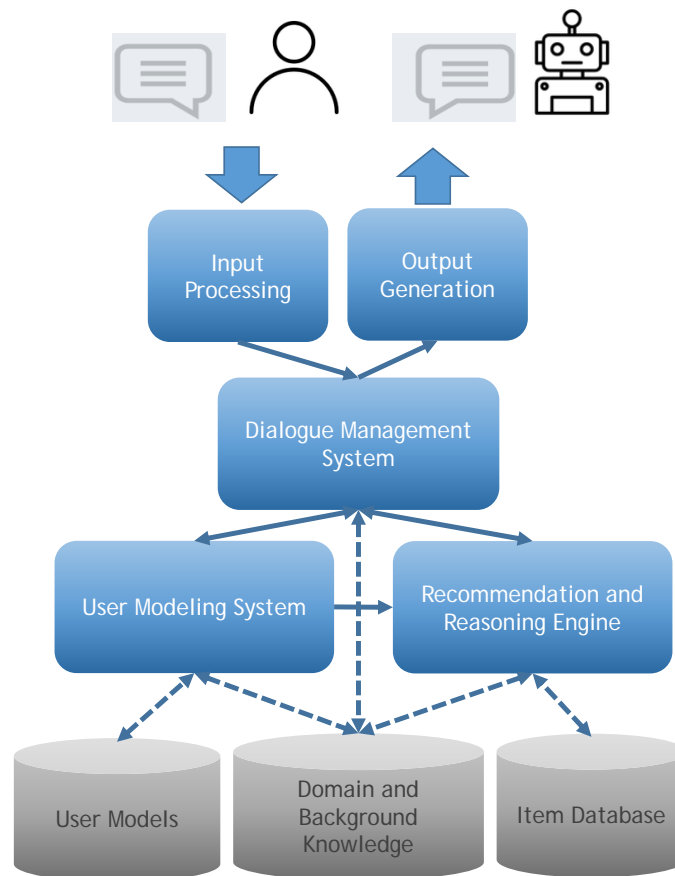 Input
Processing
Output
Generation
Dialogue Management
System
User Modeling System
Recommendation and
Reasoning Engine
User Models
Domain and
Background
Knowledge
Item Database